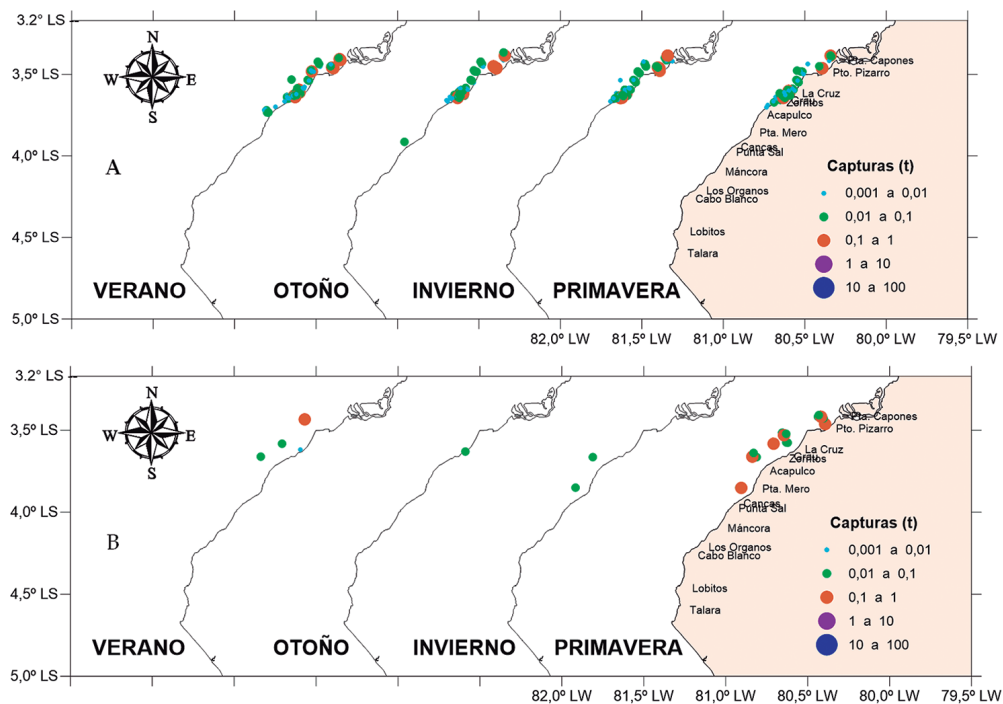 3.2° LS
N
W E
S
3,5° LS
A
4,0° LS
4,5° LS
5,0° LS
VERANO OTOÑO INVIERNO PRIMAVERA
Pta. Capones
Pto. Pizarro
La Cruz
Grau
Zorritos
Acapulco
Pta. Mero
Cancas
Punta Sal
Máncora
Los Organos
Cabo Blanco
Lobitos
Talara
Capturas (t)
0,001 a 0,01
0,01 a 0,1
0,1 a 1
1 a 10
10 a 100
82,0° LW 81,5° LW 81,0° LW 80,5° LW 80,0° LW 79,5° LW
3.2° LS
N
W E
S
3,5° LS
4,0° LS
B
4,5° LS
5,0° LS
VERANO OTOÑO INVIERNO PRIMAVERA
Pta. Capones
Pto. Pizarro
La Cruz
Grau
Zorritos
Acapulco
Pta. Mero
Cancas
Punta Sal
Máncora
Los Organos
Cabo Blanco
Lobitos
Talara
Capturas (t)
0,001 a 0,01
0,01 a 0,1
0,1 a 1
1 a 10
10 a 100
82,0° LW 81,5° LW 81,0° LW 80,5° LW 80,0° LW 79,5° LW